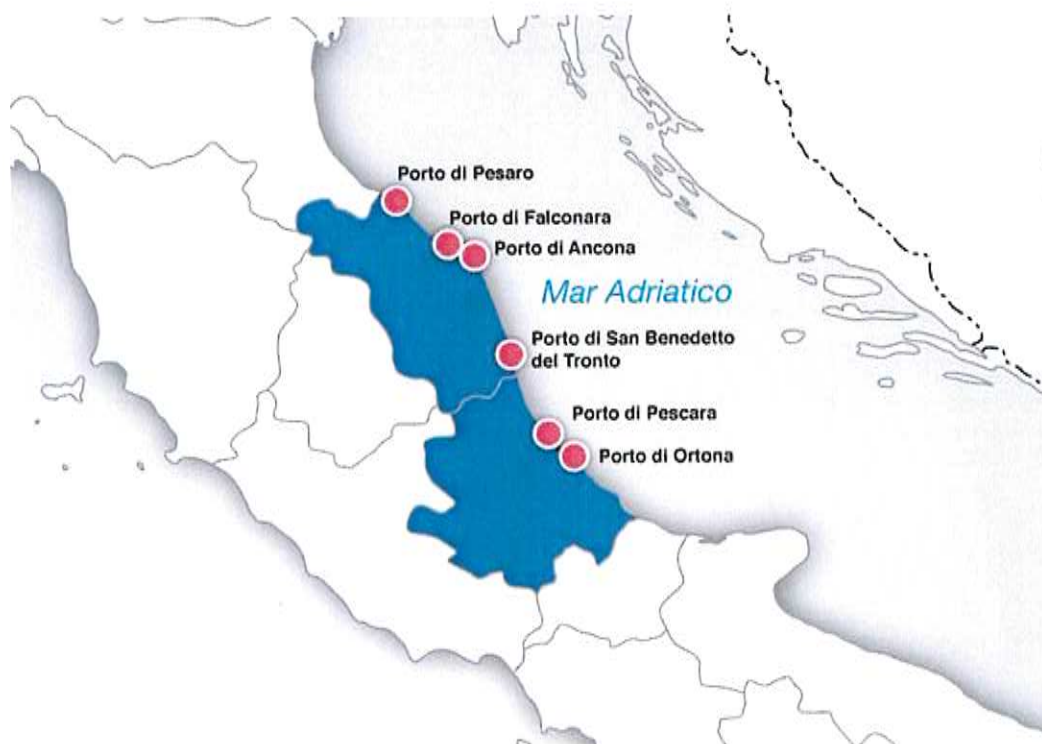 Porto di Pesaro
Porto di Falconara
Porto di Ancona
Mar Adriatico
Porto di San Benedetto
del Tronto
Porto di Pescara
Porto di Ortona